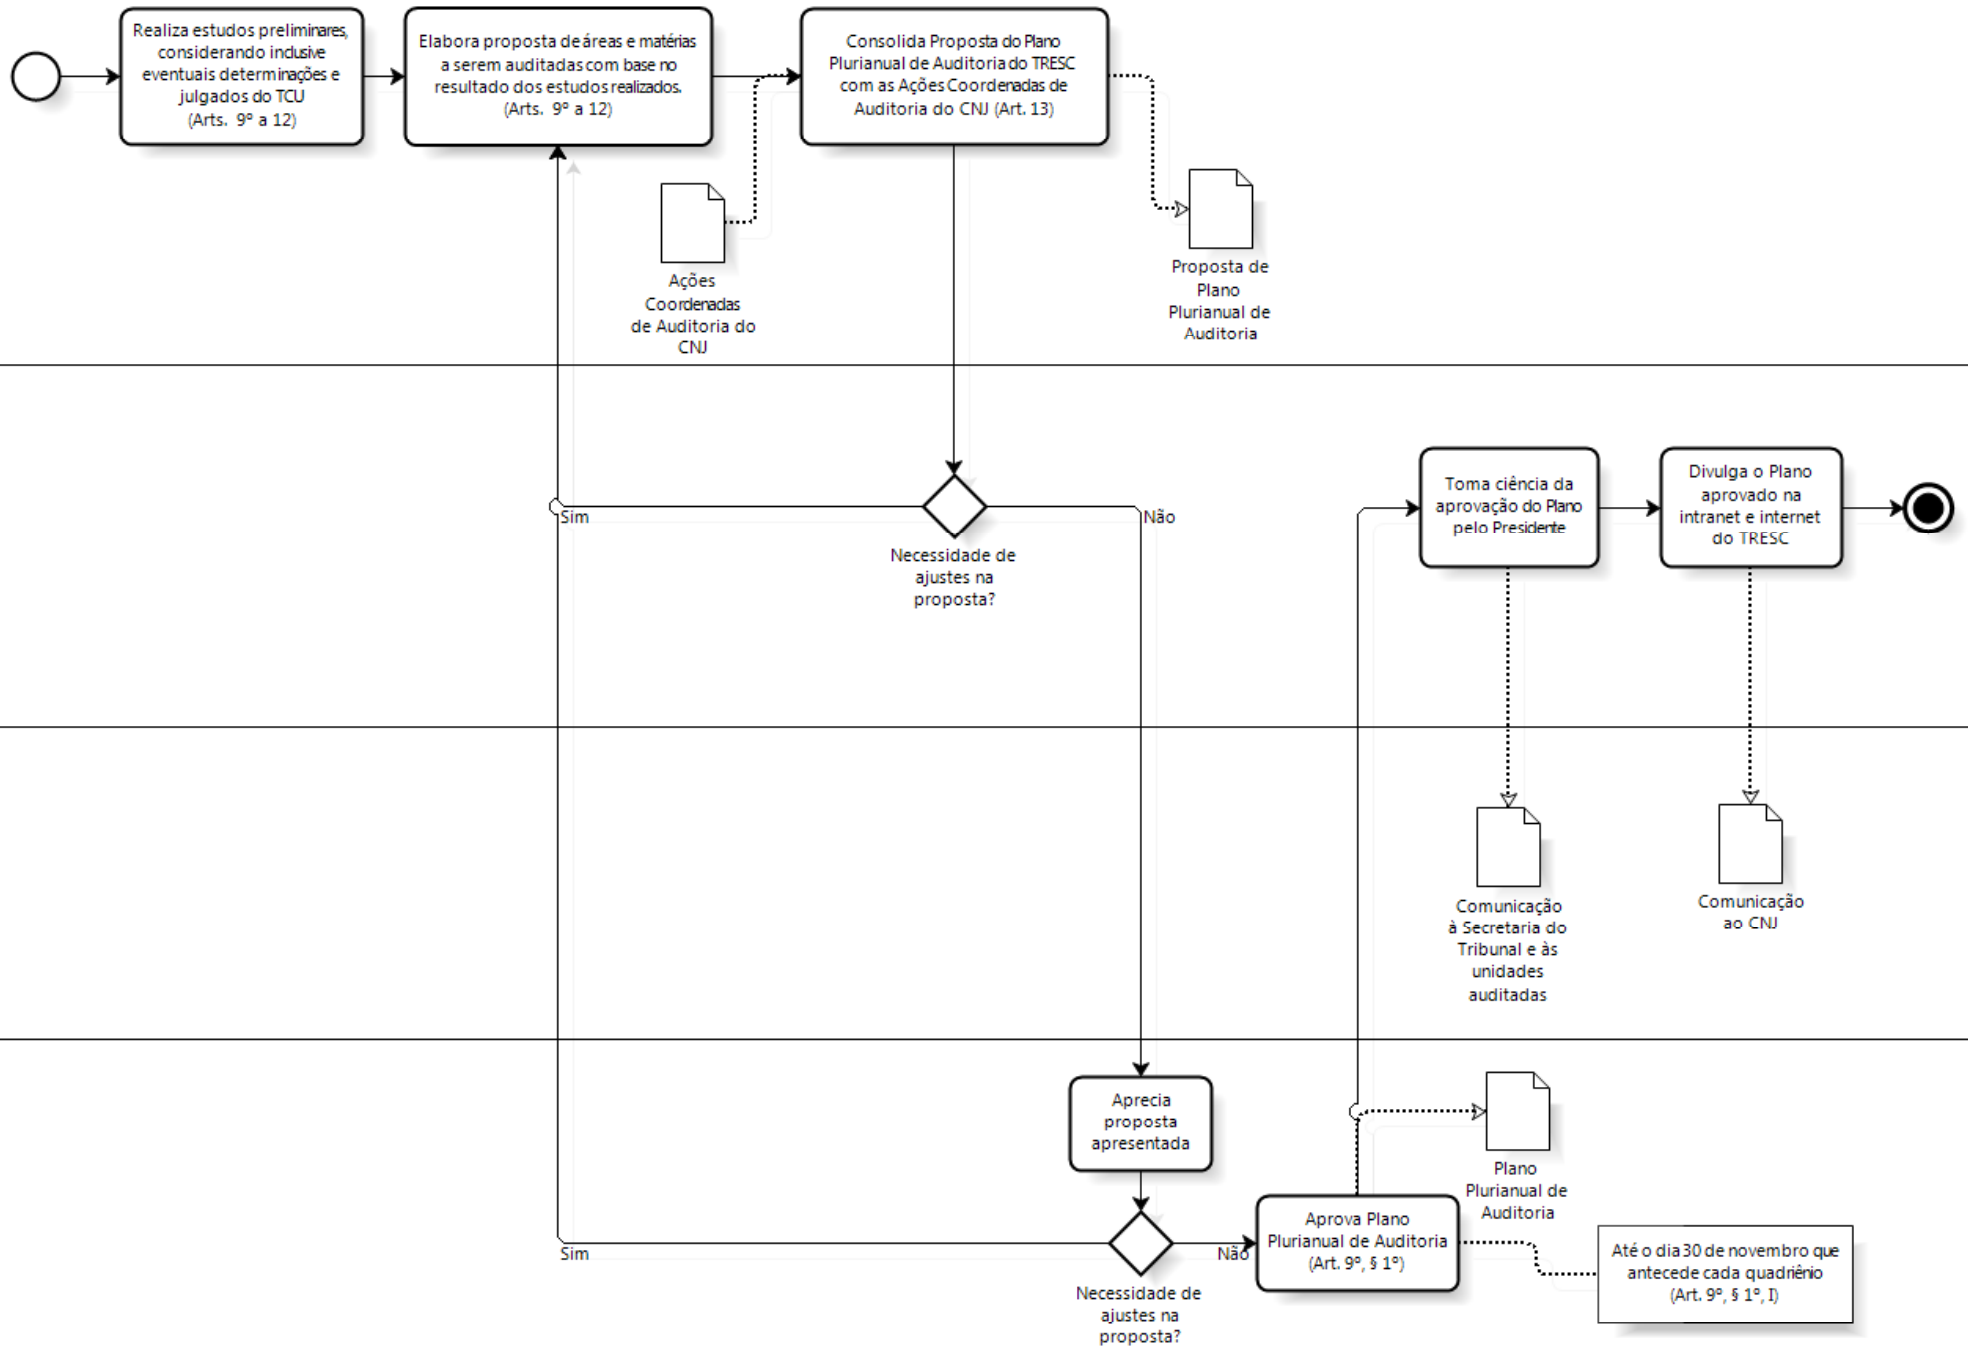 Realiza estudos preliminares,
considerando inclusive
eventuais determinações e
julgados do TCU
(Arts. 9º a 12)
Elabora proposta de áreas e matérias
a serem auditadas com base no
resultado dos estudos realizados.
(Arts. 9º a 12)
Consolida Proposta do Plano
Plurianual de Auditoria do TRESC
com as Ações Coordenadas de
Auditoria do CNJ (Art. 13)
Ações
Coordenadas
de Auditoria do
CNJ
Proposta de
Plano
Plurianual de
Auditoria
Sim
Não
Necessidade de
ajustes na
proposta?
Toma ciência da
aprovação do Plano
pelo Presidente
Divulga o Plano
aprovado na
intranet e internet
do TRESC
Comunicação
à Secretaria do
Tribunal e às
unidades
auditadas
Comunicação
ao CNJ
Aprecia
proposta
apresentada
Sim
Não
Necessidade de
ajustes na
proposta?
Aprova Plano
Plurianual de Auditoria
(Art. 9º, § 1º)
Plano
Plurianual de
Auditoria
Até o dia 30 de novembro que
antecede cada quadriênio
(Art. 9º, § 1º, I)